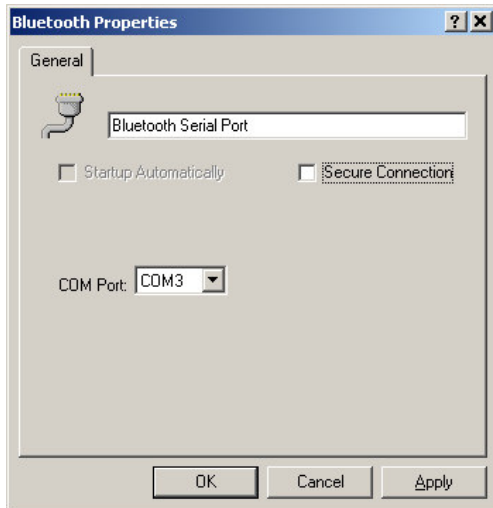 Bluetooth Properties
General
Bluetooth Serial Port
Startup Automatically
Secure Connection
COM Port: COM3
OK Cancel Apply